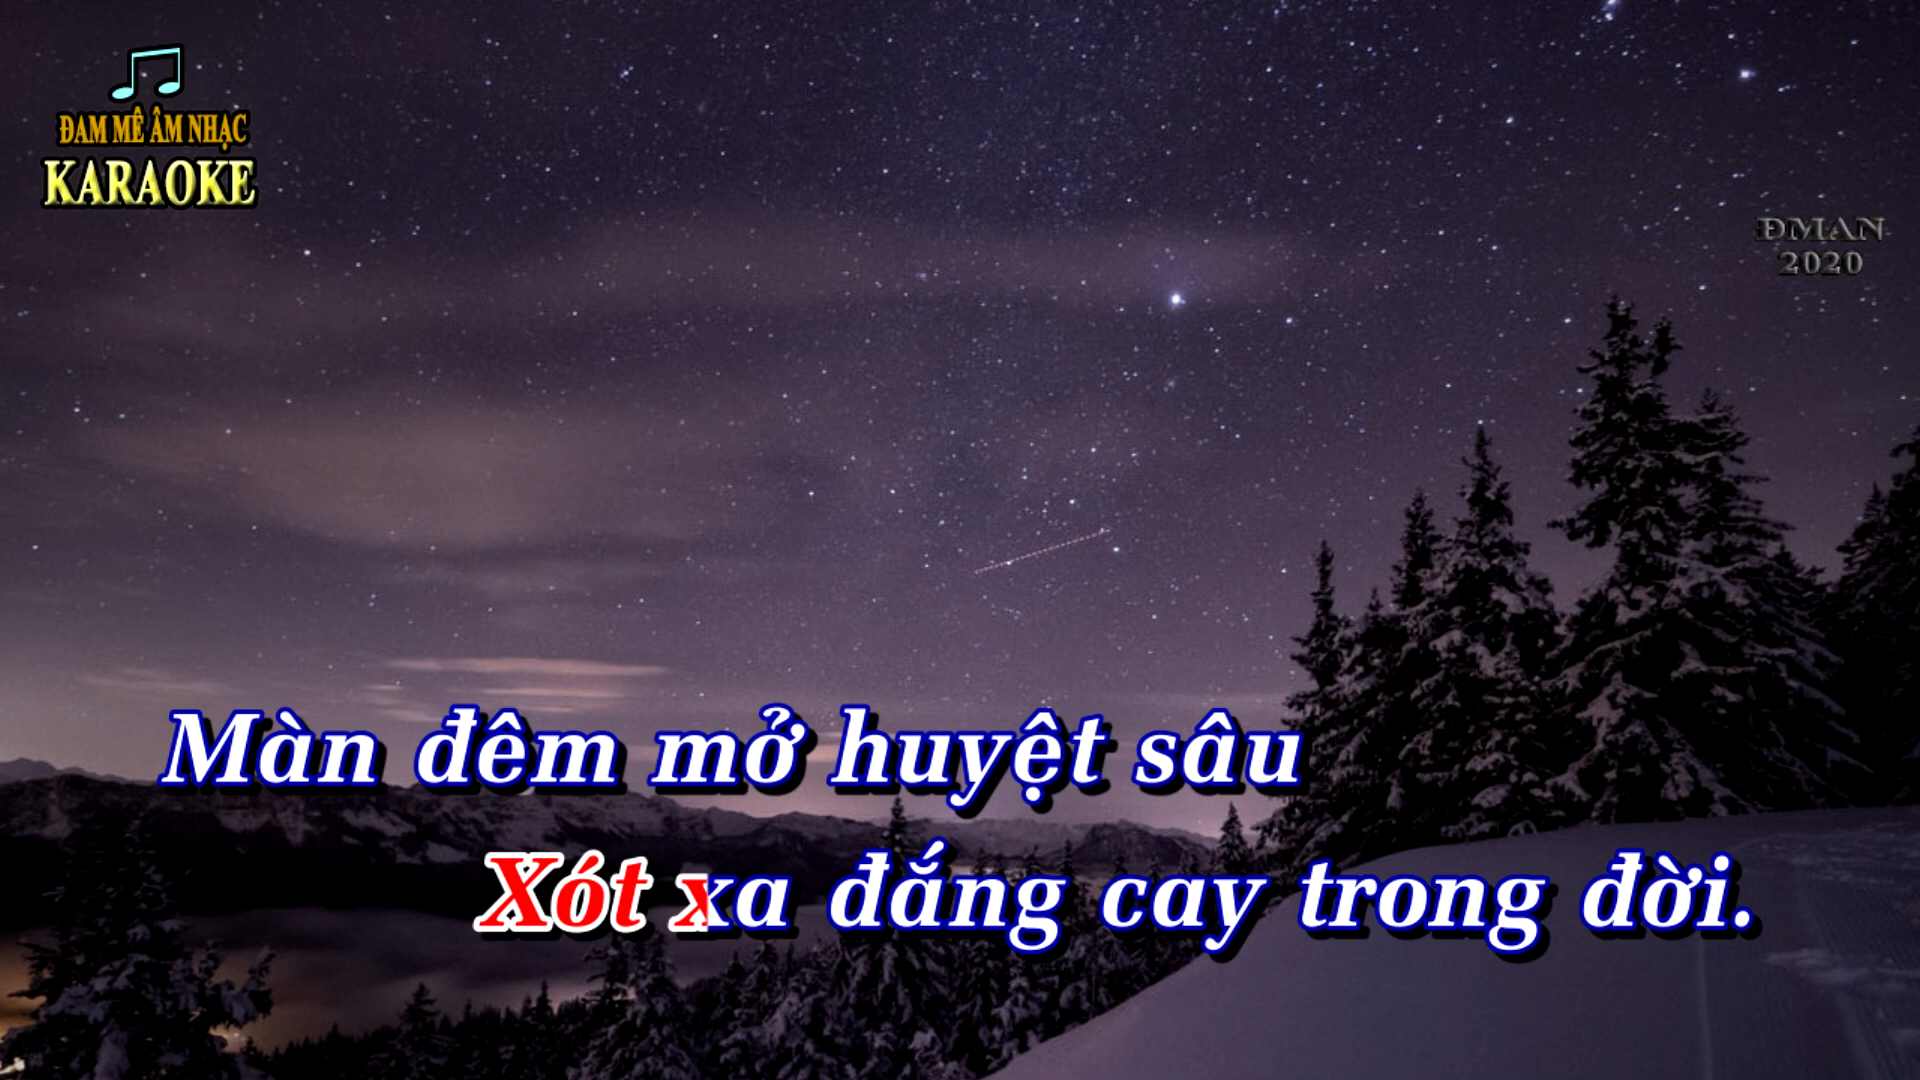 ĐAM MÊ ÂM NHẠC
KARAOKE
ĐMAN
2020
Màn đêm mở huyệt sâu
Xót xa đắng cay trong đời.